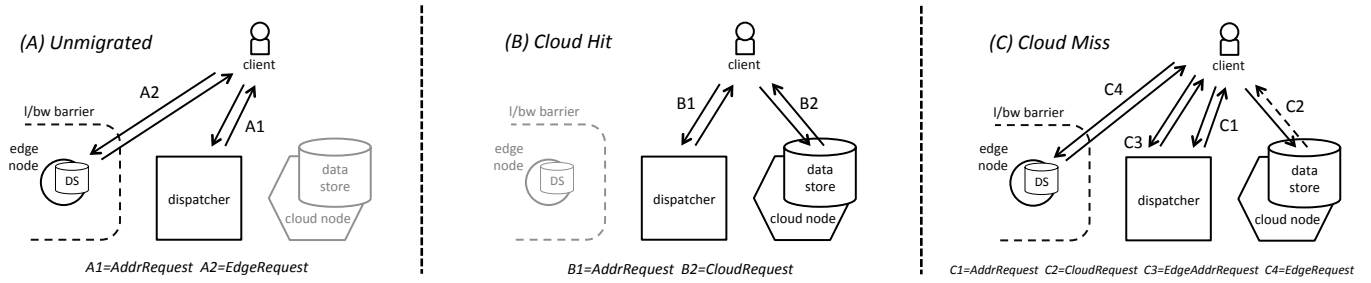 (A) Unmigrated
client
A2
l/bw barrier
A1
edge
node
DS
dispatcher
data
store
cloud node
A1=AddrRequest A2=EdgeRequest
(B) Cloud Hit
client
B1
B2
l/bw barrier
edge
node
DS
dispatcher
data
store
cloud node
B1=AddrRequest B2=CloudRequest
(C) Cloud Miss
client
C4
C2
l/bw barrier
C3
C1
edge
node
DS
dispatcher
data
store
cloud node
C1=AddrRequest C2=CloudRequest C3=EdgeAddrRequest C4=EdgeRequest